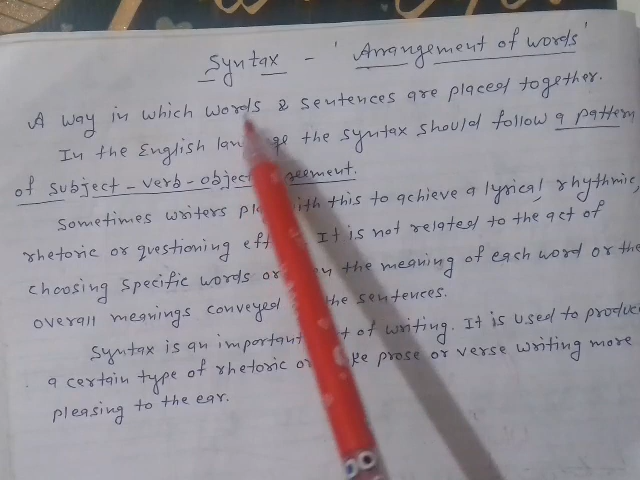 Syntax - 'Arrangement of words'
A way in which words & sentences are placed together.
In the English lan ge the syntax should follow a pattern
of subject-verb-object eement.
Sometimes writers pl ith this to achieve a lyrical, rhythmic,
rhetoric or questioning eff It is not related to the act of
choosing specific words or the meaning of each word or the
overall meanings conveyed the sentences.
Syntax is an important t of writing. It is used to produce
a certain type of rhetoric or ke prose or verse writing more
pleasing to the ear.